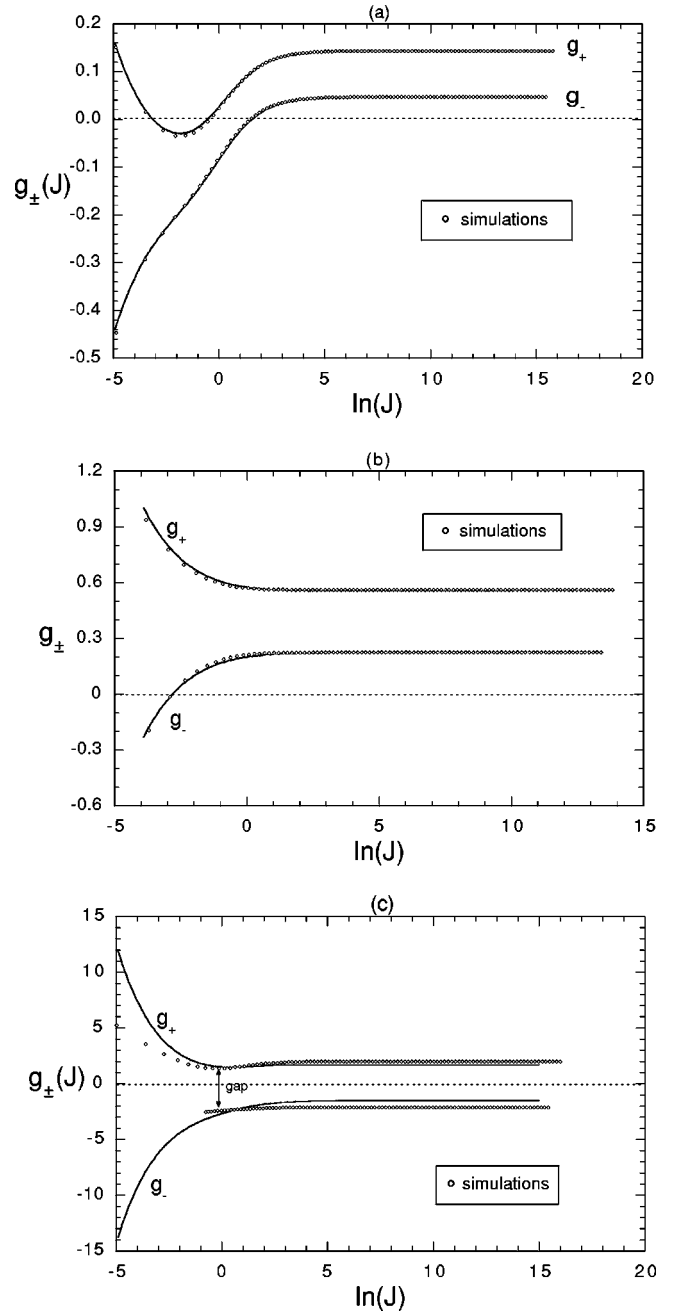 (a)
0.2
0.1
0.0
-0.1
-0.2
-0.3
-0.4
-0.5
g±(J)
g+
g-
simulations
-5 0 5 10 15 20
ln(J)
(b)
1.2
0.9
0.6
0.3
0
-0.3
-0.6
g±
g+
g-
simulations
-5 0 5 10 15
ln(J)
(c)
15
10
5
0
-5
-10
-15
g±(J)
g+
gap
g-
simulations
-5 0 5 10 15 20
ln(J)